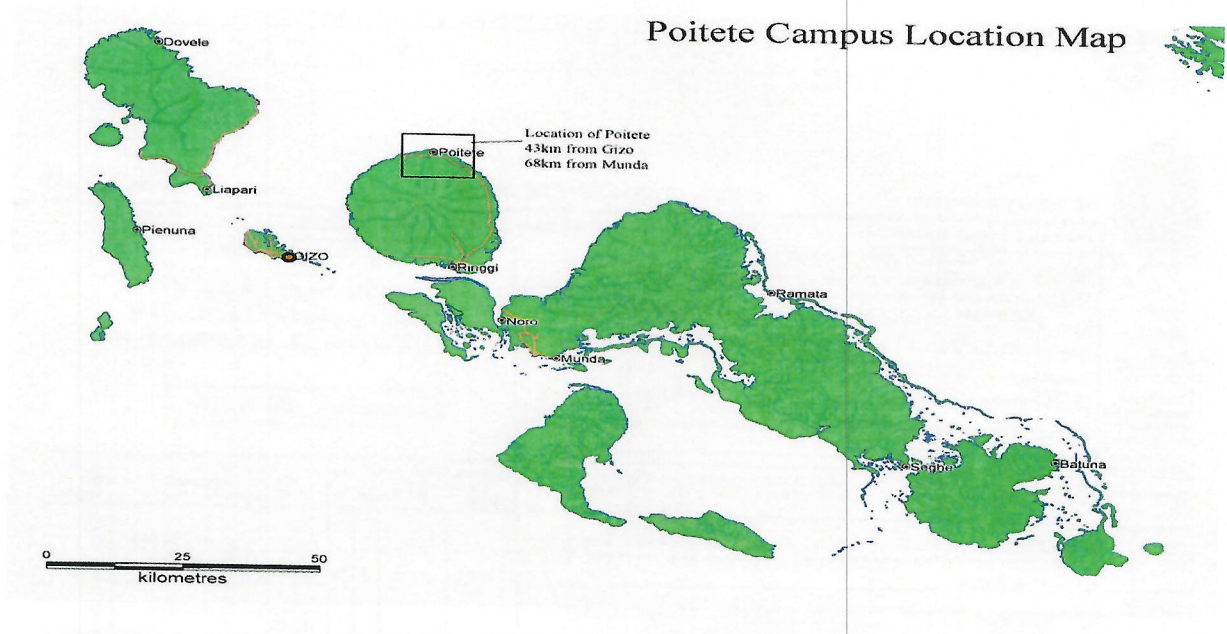 Poitete Campus Location Map
Dovele
Location of Poitete
43km from Gizo
68km from Munda
Poitete
Liapari
Pienuna
GIZO
Ringgi
Ramata
Noro
Munda
Seghe
Batuna
0 25 50
kilometres